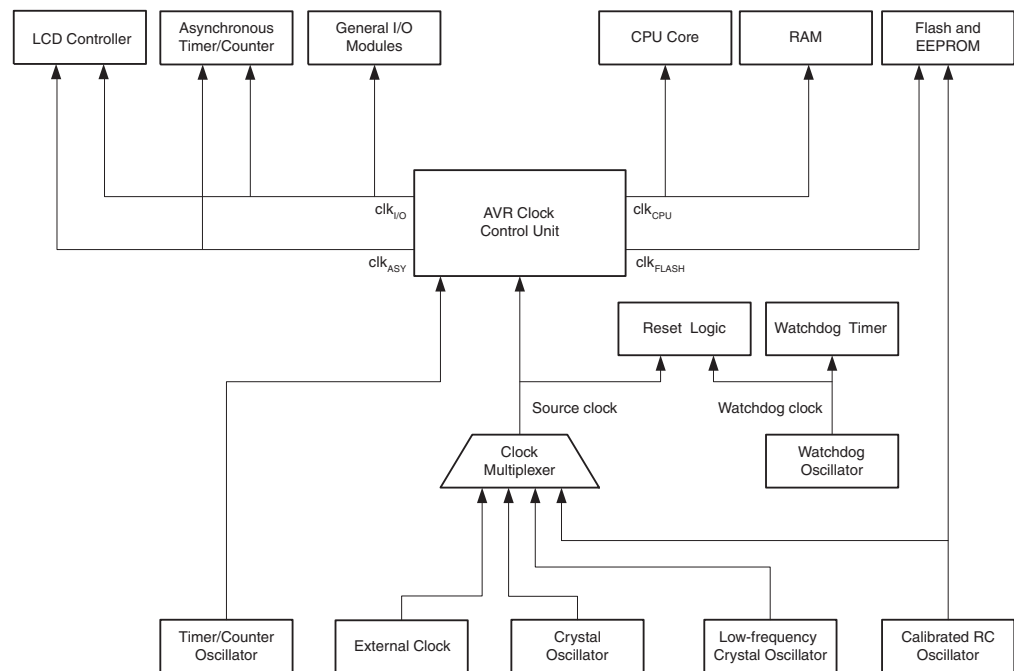 LCD Controller
Asynchronous
Timer/Counter
General I/O
Modules
CPU Core
RAM
Flash and
EEPROM
clkI/O
AVR Clock
Control Unit
clkCPU
clkASY
clkFLASH
Reset Logic
Watchdog Timer
Source clock
Watchdog clock
Clock
Multiplexer
Watchdog
Oscillator
Timer/Counter
Oscillator
External Clock
Crystal
Oscillator
Low-frequency
Crystal Oscillator
Calibrated RC
Oscillator